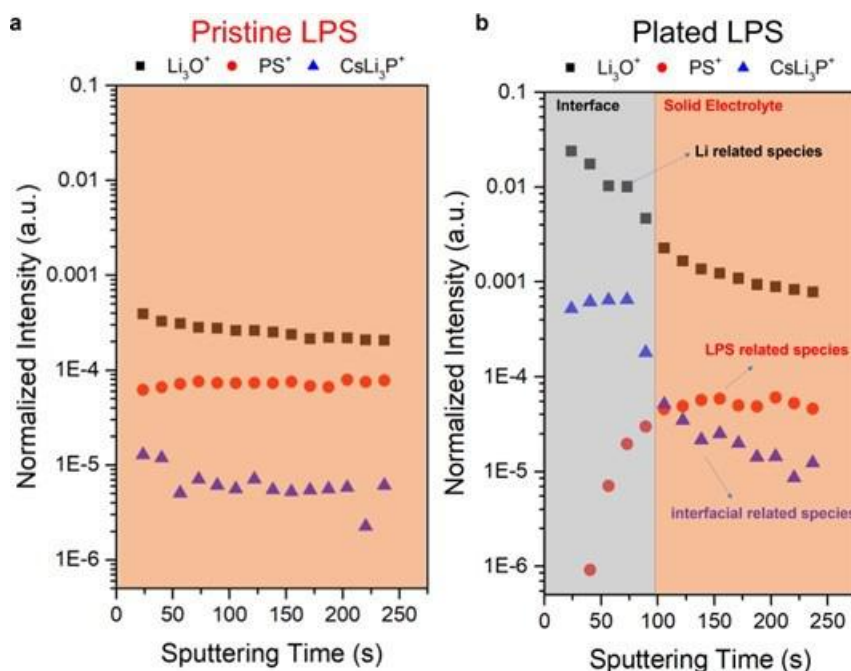 a
Pristine LPS
Li₃O⁺ PS⁺ CsLi₃P⁺
Normalized Intensity (a.u.)
0.1
0.01
0.001
1E-4
1E-5
1E-6
0 50 100 150 200 250
Sputtering Time (s)
b
Plated LPS
Li₃O⁺ PS⁺ CsLi₃P⁺
Normalized Intensity (a.u.)
0.1
0.01
0.001
1E-4
1E-5
1E-6
Interface Solid Electrolyte
Li related species
LPS related species
interfacial related species
0 50 100 150 200 250
Sputtering Time (s)